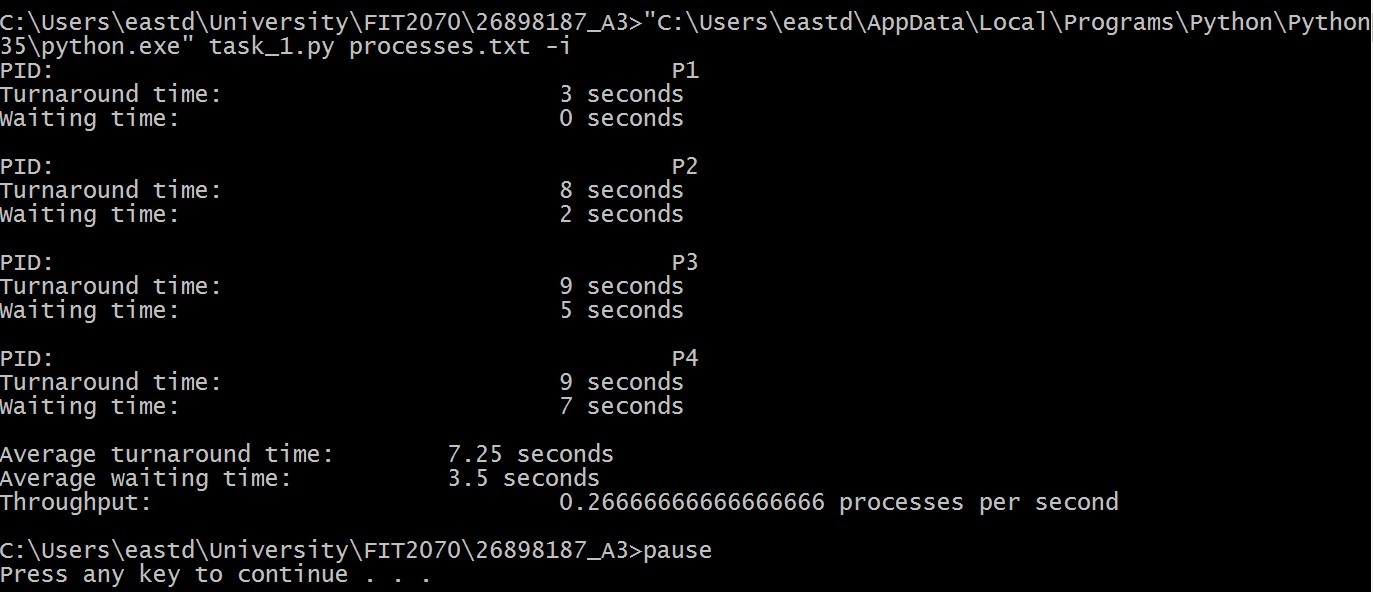 C:\Users\eastd\University\FIT2070\26898187_A3>"C:\Users\eastd\AppData\Local\Programs\Python\Python
35\python.exe" task_1.py processes.txt -i
PID: P1
Turnaround time: 3 seconds
Waiting time: 0 seconds
PID: P2
Turnaround time: 8 seconds
Waiting time: 2 seconds
PID: P3
Turnaround time: 9 seconds
Waiting time: 5 seconds
PID: P4
Turnaround time: 9 seconds
Waiting time: 7 seconds
Average turnaround time: 7.25 seconds
Average waiting time: 3.5 seconds
Throughput: 0.26666666666666666 processes per second
C:\Users\eastd\University\FIT2070\26898187_A3>pause
Press any key to continue . . .